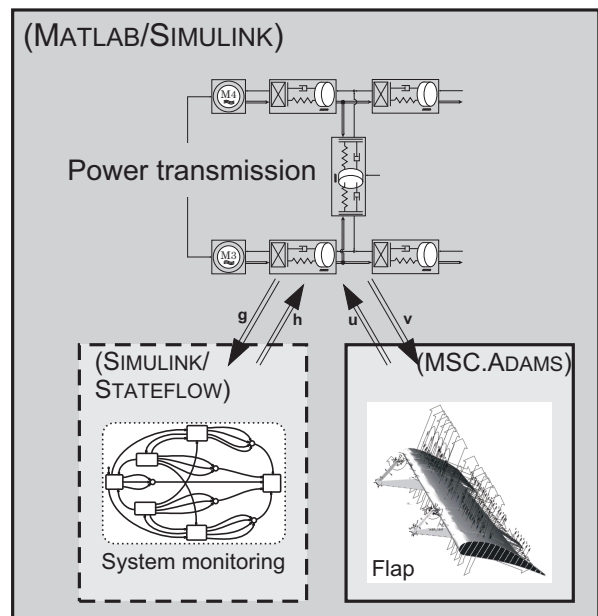 (MATLAB/SIMULINK)
M4
Power transmission
M3
g
h
u
v
(SIMULINK/
STATEFLOW)
(MSC.ADAMS)
System monitoring
Flap